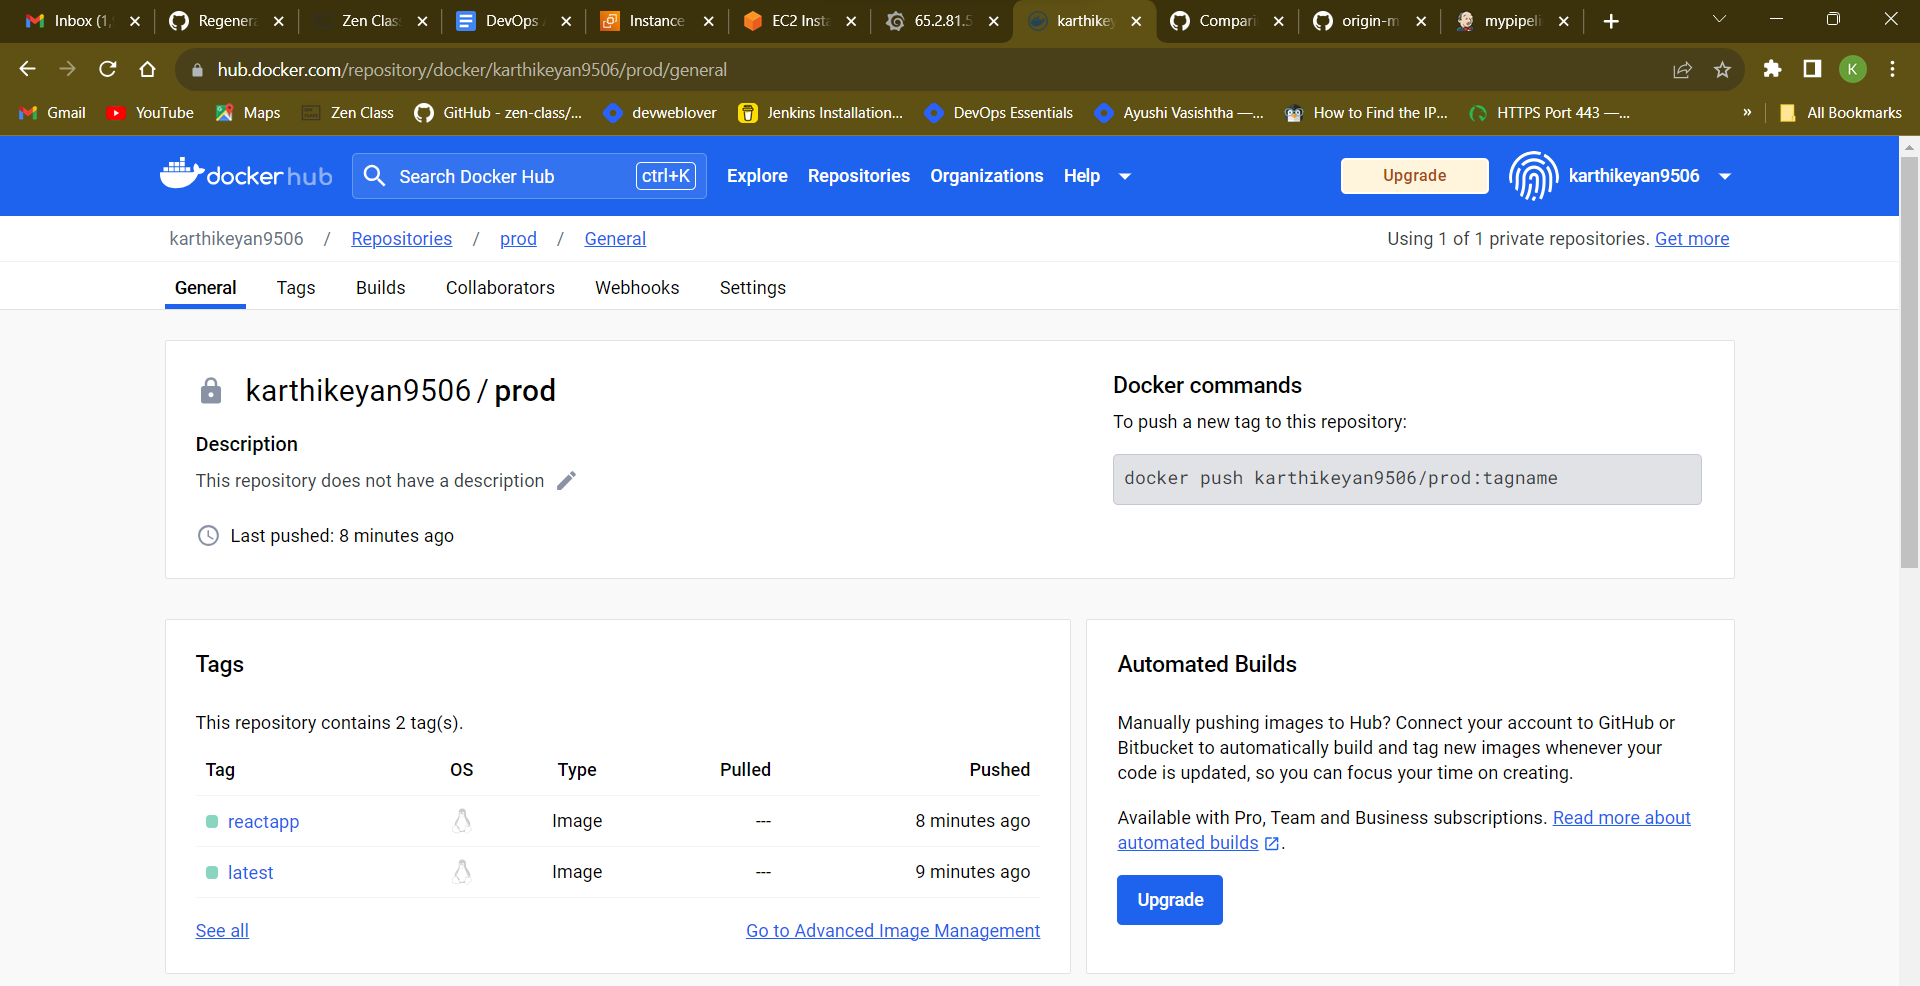 Inbox (1,
Regenera
Zen Clas
DevOps
Instance
EC2 Insta
65.2.81.5
karthikey
Compari
origin-m
mypipeli
hub.docker.com/repository/docker/karthikeyan9506/prod/general
K
Gmail
YouTube
Maps
Zen Class
GitHub - zen-class/...
devweblover
Jenkins Installation...
DevOps Essentials
Ayushi Vasishtha —...
How to Find the IP...
HTTPS Port 443 —...
»
All Bookmarks
docker hub
Search Docker Hub
ctrl+K
Explore
Repositories
Organizations
Help
Upgrade
karthikeyan9506
karthikeyan9506 / Repositories / prod / General
Using 1 of 1 private repositories. Get more
General
Tags
Builds
Collaborators
Webhooks
Settings
karthikeyan9506 / prod
Description
This repository does not have a description
Last pushed: 8 minutes ago
Docker commands
To push a new tag to this repository:
docker push karthikeyan9506/prod:tagname
Tags
This repository contains 2 tag(s).
Tag OS Type Pulled Pushed
reactapp Image --- 8 minutes ago
latest Image --- 9 minutes ago
See all
Go to Advanced Image Management
Automated Builds
Manually pushing images to Hub? Connect your account to GitHub or
Bitbucket to automatically build and tag new images whenever your
code is updated, so you can focus your time on creating.
Available with Pro, Team and Business subscriptions. Read more about
automated builds .
Upgrade